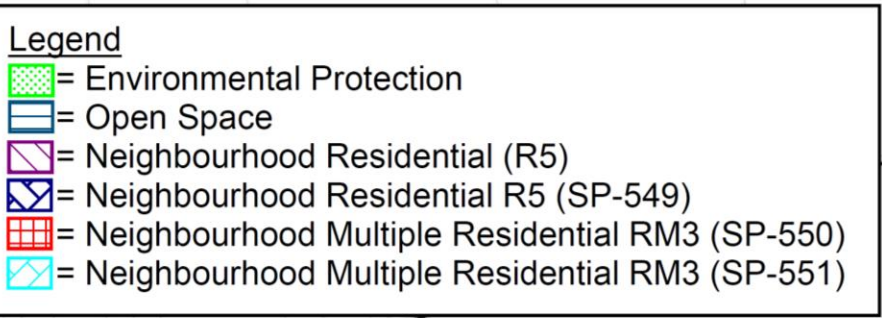 Legend
= Environmental Protection
= Open Space
= Neighbourhood Residential (R5)
= Neighbourhood Residential R5 (SP-549)
= Neighbourhood Multiple Residential RM3 (SP-550)
= Neighbourhood Multiple Residential RM3 (SP-551)